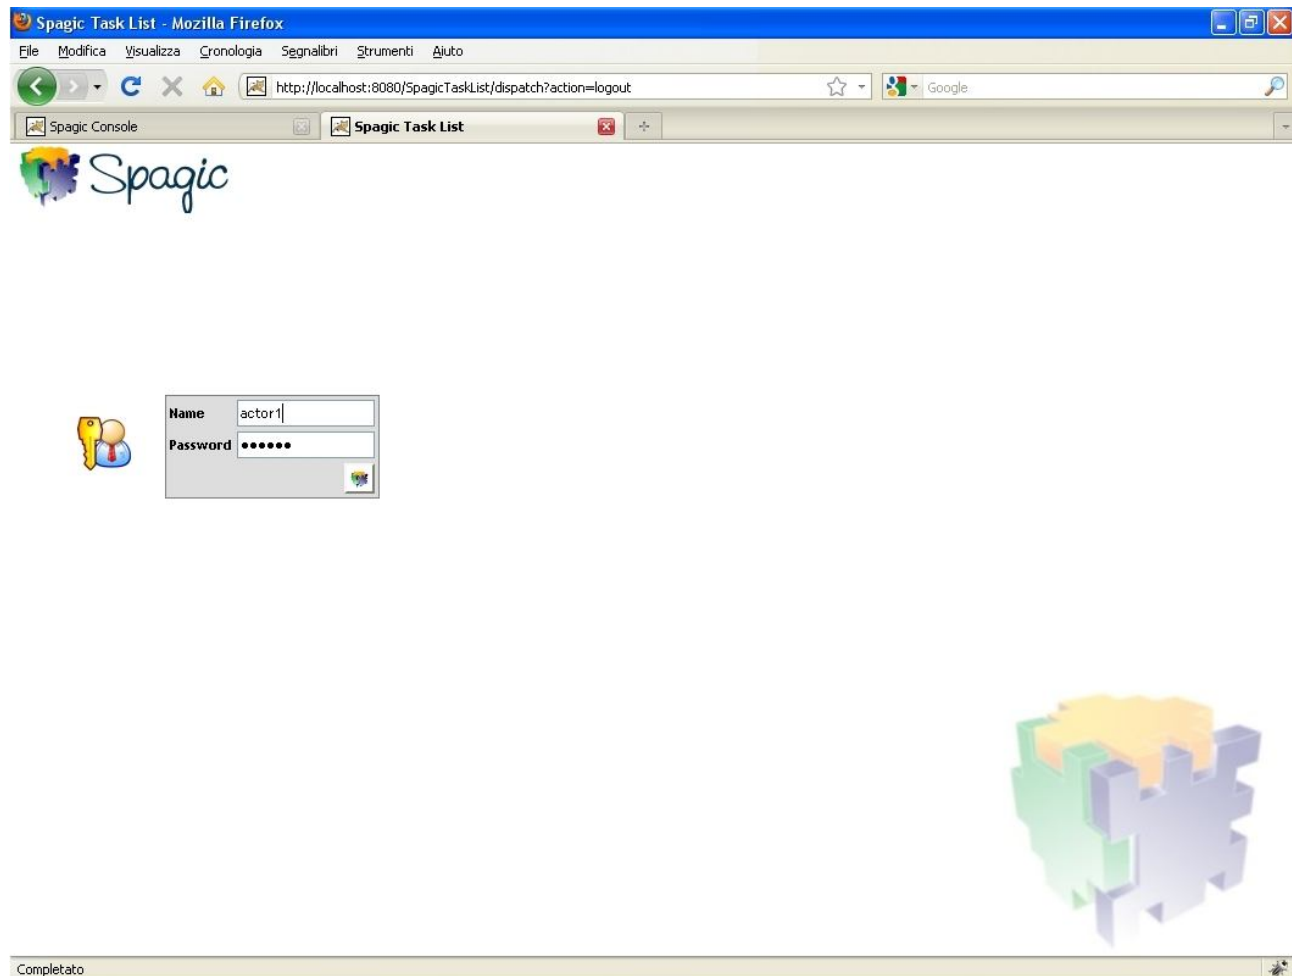 Spagic Task List - Mozilla Firefox
File Modifica Visualizza Cronologia Segnalibri Strumenti Aiuto
http://localhost:8080/SpagicTaskList/dispatch?action=logout Google
Spagic Console Spagic Task List
Spagic
Name actor1
Password ••••••
Completato